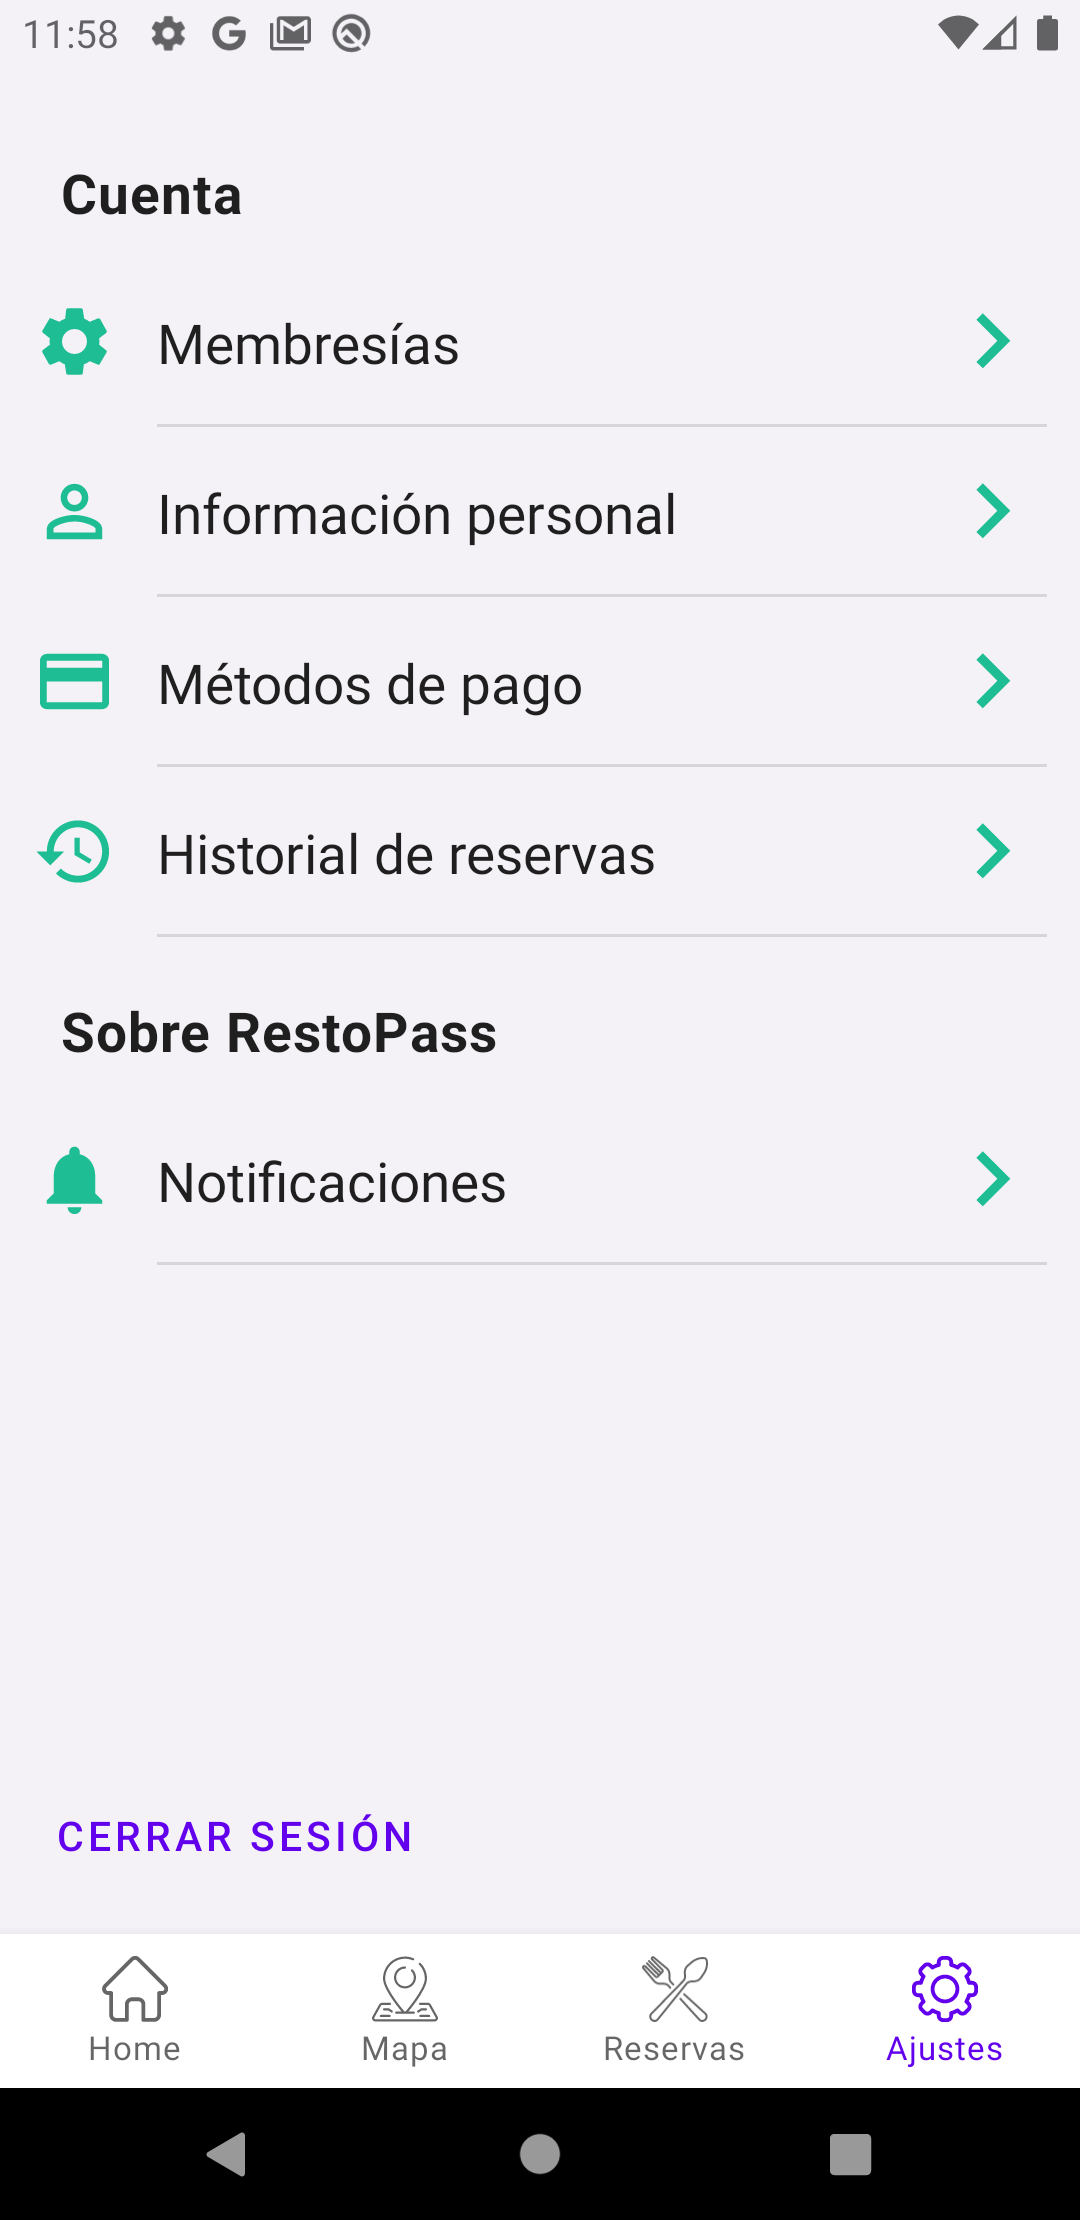 11:58
Cuenta
Membresías
Información personal
Métodos de pago
Historial de reservas
Sobre RestoPass
Notificaciones
CERRAR SESIÓN
Home
Mapa
Reservas
Ajustes